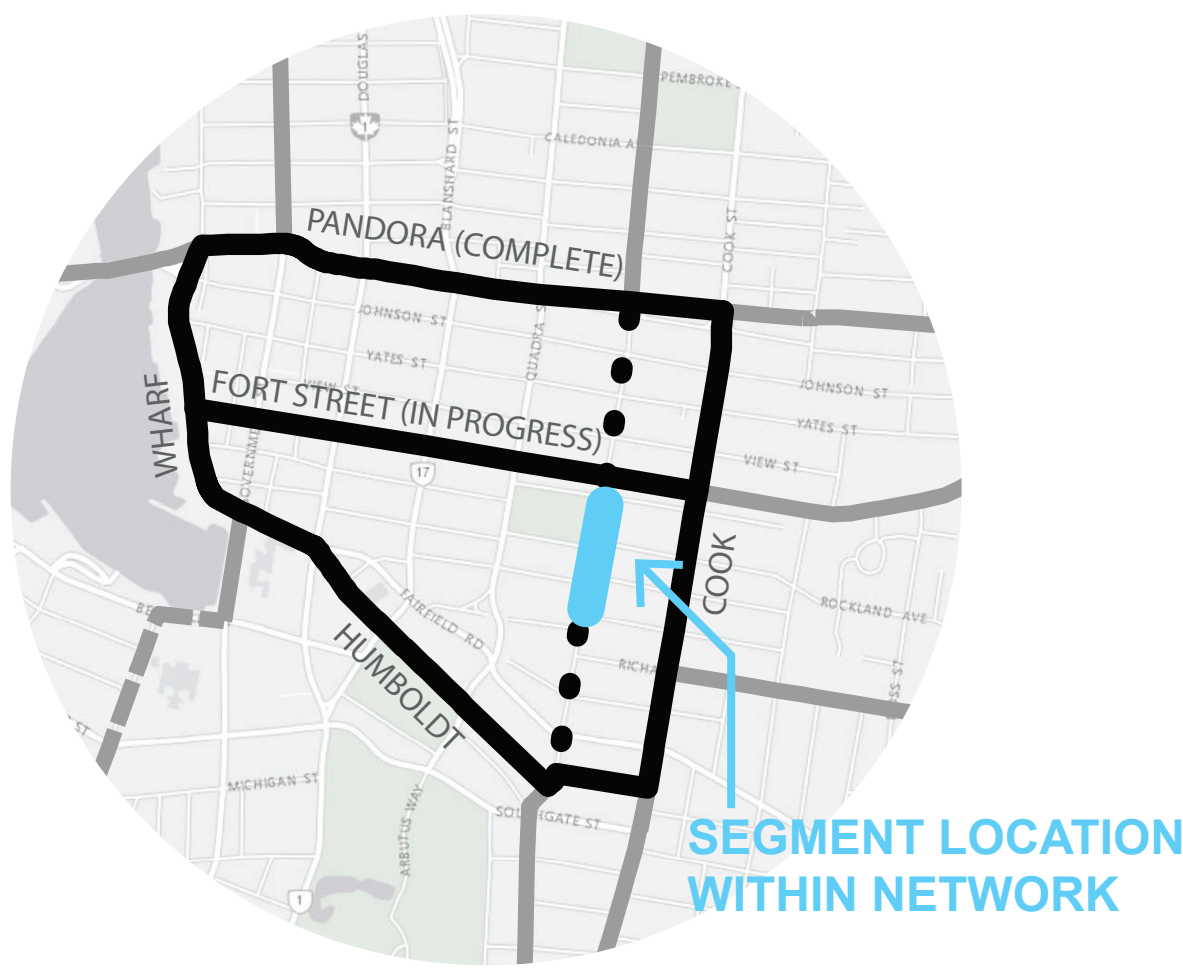 DOUGLAS
1
PEMBROKE
CALEDONIA A
BLANSHARD ST
COOK ST
PANDORA (COMPLETE)
JOHNSON ST
QUADRA S
YATES ST
VIEW ST
JOHNSON ST
FORT STREET (IN PROGRESS)
YATES ST
WHARF
VIEW ST
17
COOK
FAIRFIELD RD
ROCKLAND AVE
BE
HUMBOLDT
RICHA
ST
MICHIGAN ST
ARBUTUS WAY
SEGMENT LOCATION
WITHIN NETWORK
1